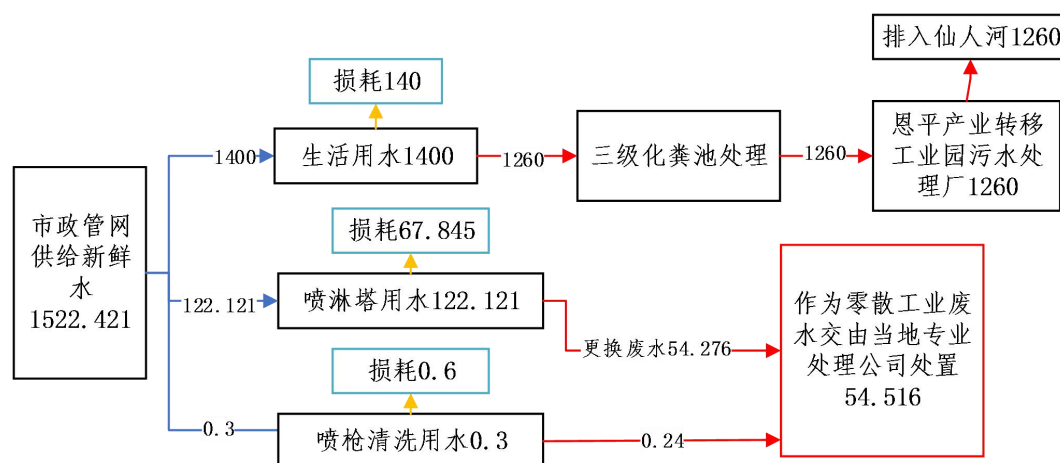 排入仙人河1260
损耗140
恩平产业转移
工业园污水处
理厂1260
1400
生活用水1400
1260
三级化粪池处理
1260
市政管网
供给新鲜
水
1522.421
损耗67.845
122.121
喷淋塔用水122.121
更换废水54.276
作为零散工业废
水交由当地专业
处理公司处置
54.516
损耗0.6
0.3
喷枪清洗用水0.3
0.24